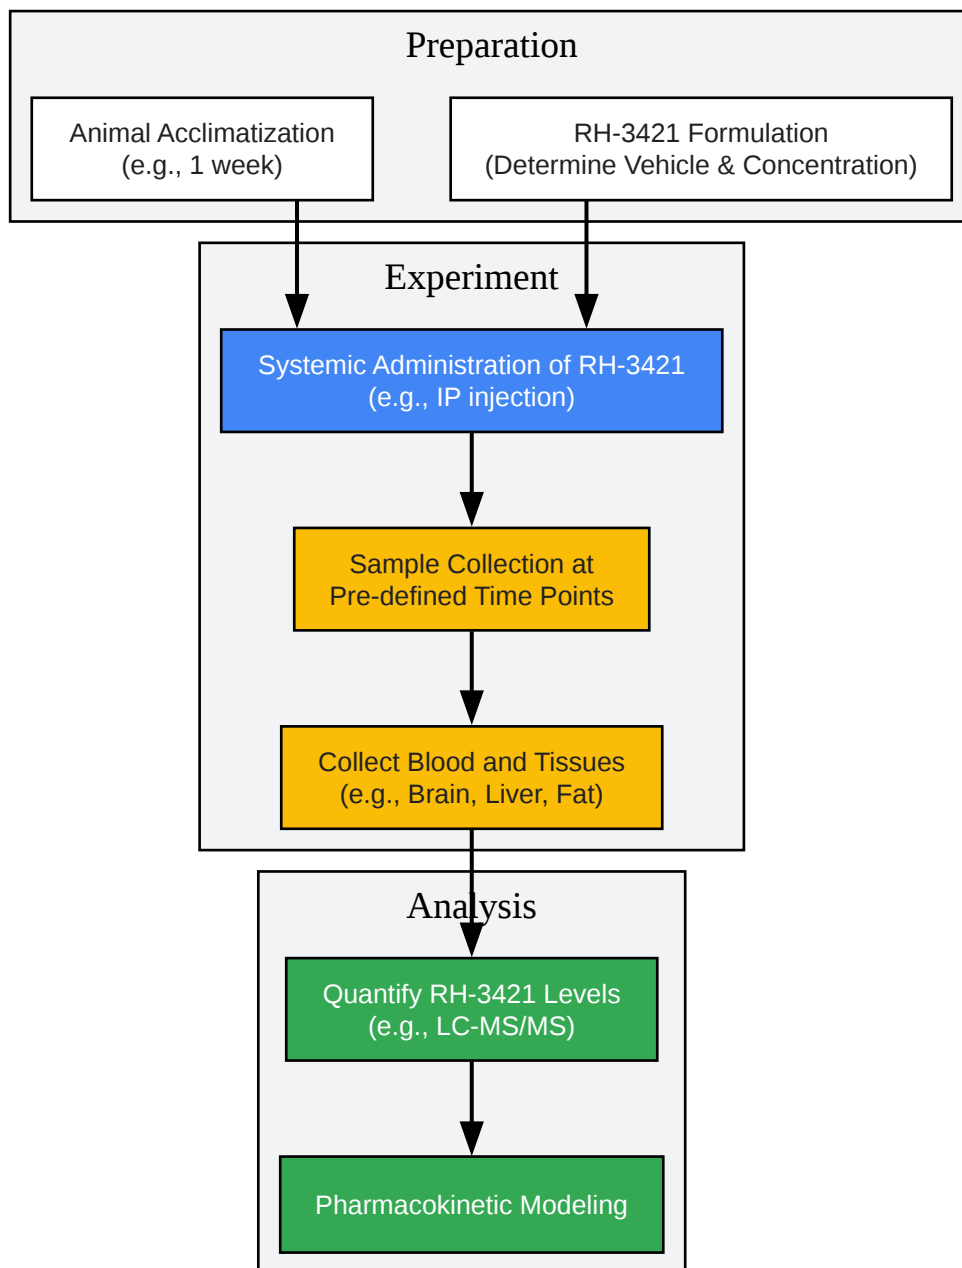 Preparation
Animal Acclimatization
(e.g., 1 week)
RH-3421 Formulation
(Determine Vehicle & Concentration)
Experiment
Systemic Administration of RH-3421
(e.g., IP injection)
Sample Collection at
Pre-defined Time Points
Collect Blood and Tissues
(e.g., Brain, Liver, Fat)
Analysis
Quantify RH-3421 Levels
(e.g., LC-MS/MS)
Pharmacokinetic Modeling